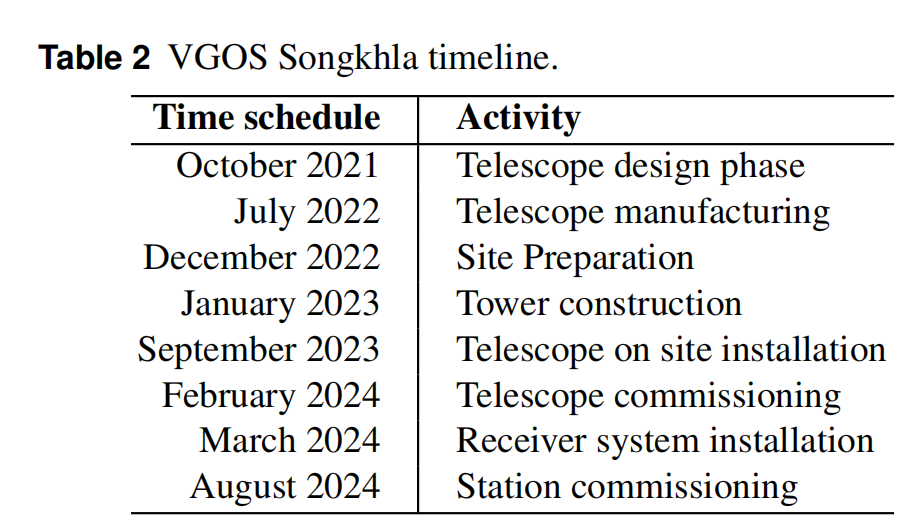 Table 2 VGOS Songkhla timeline.
Time schedule Activity
October 2021 Telescope design phase
July 2022 Telescope manufacturing
December 2022 Site Preparation
January 2023 Tower construction
September 2023 Telescope on site installation
February 2024 Telescope commissioning
March 2024 Receiver system installation
August 2024 Station commissioning